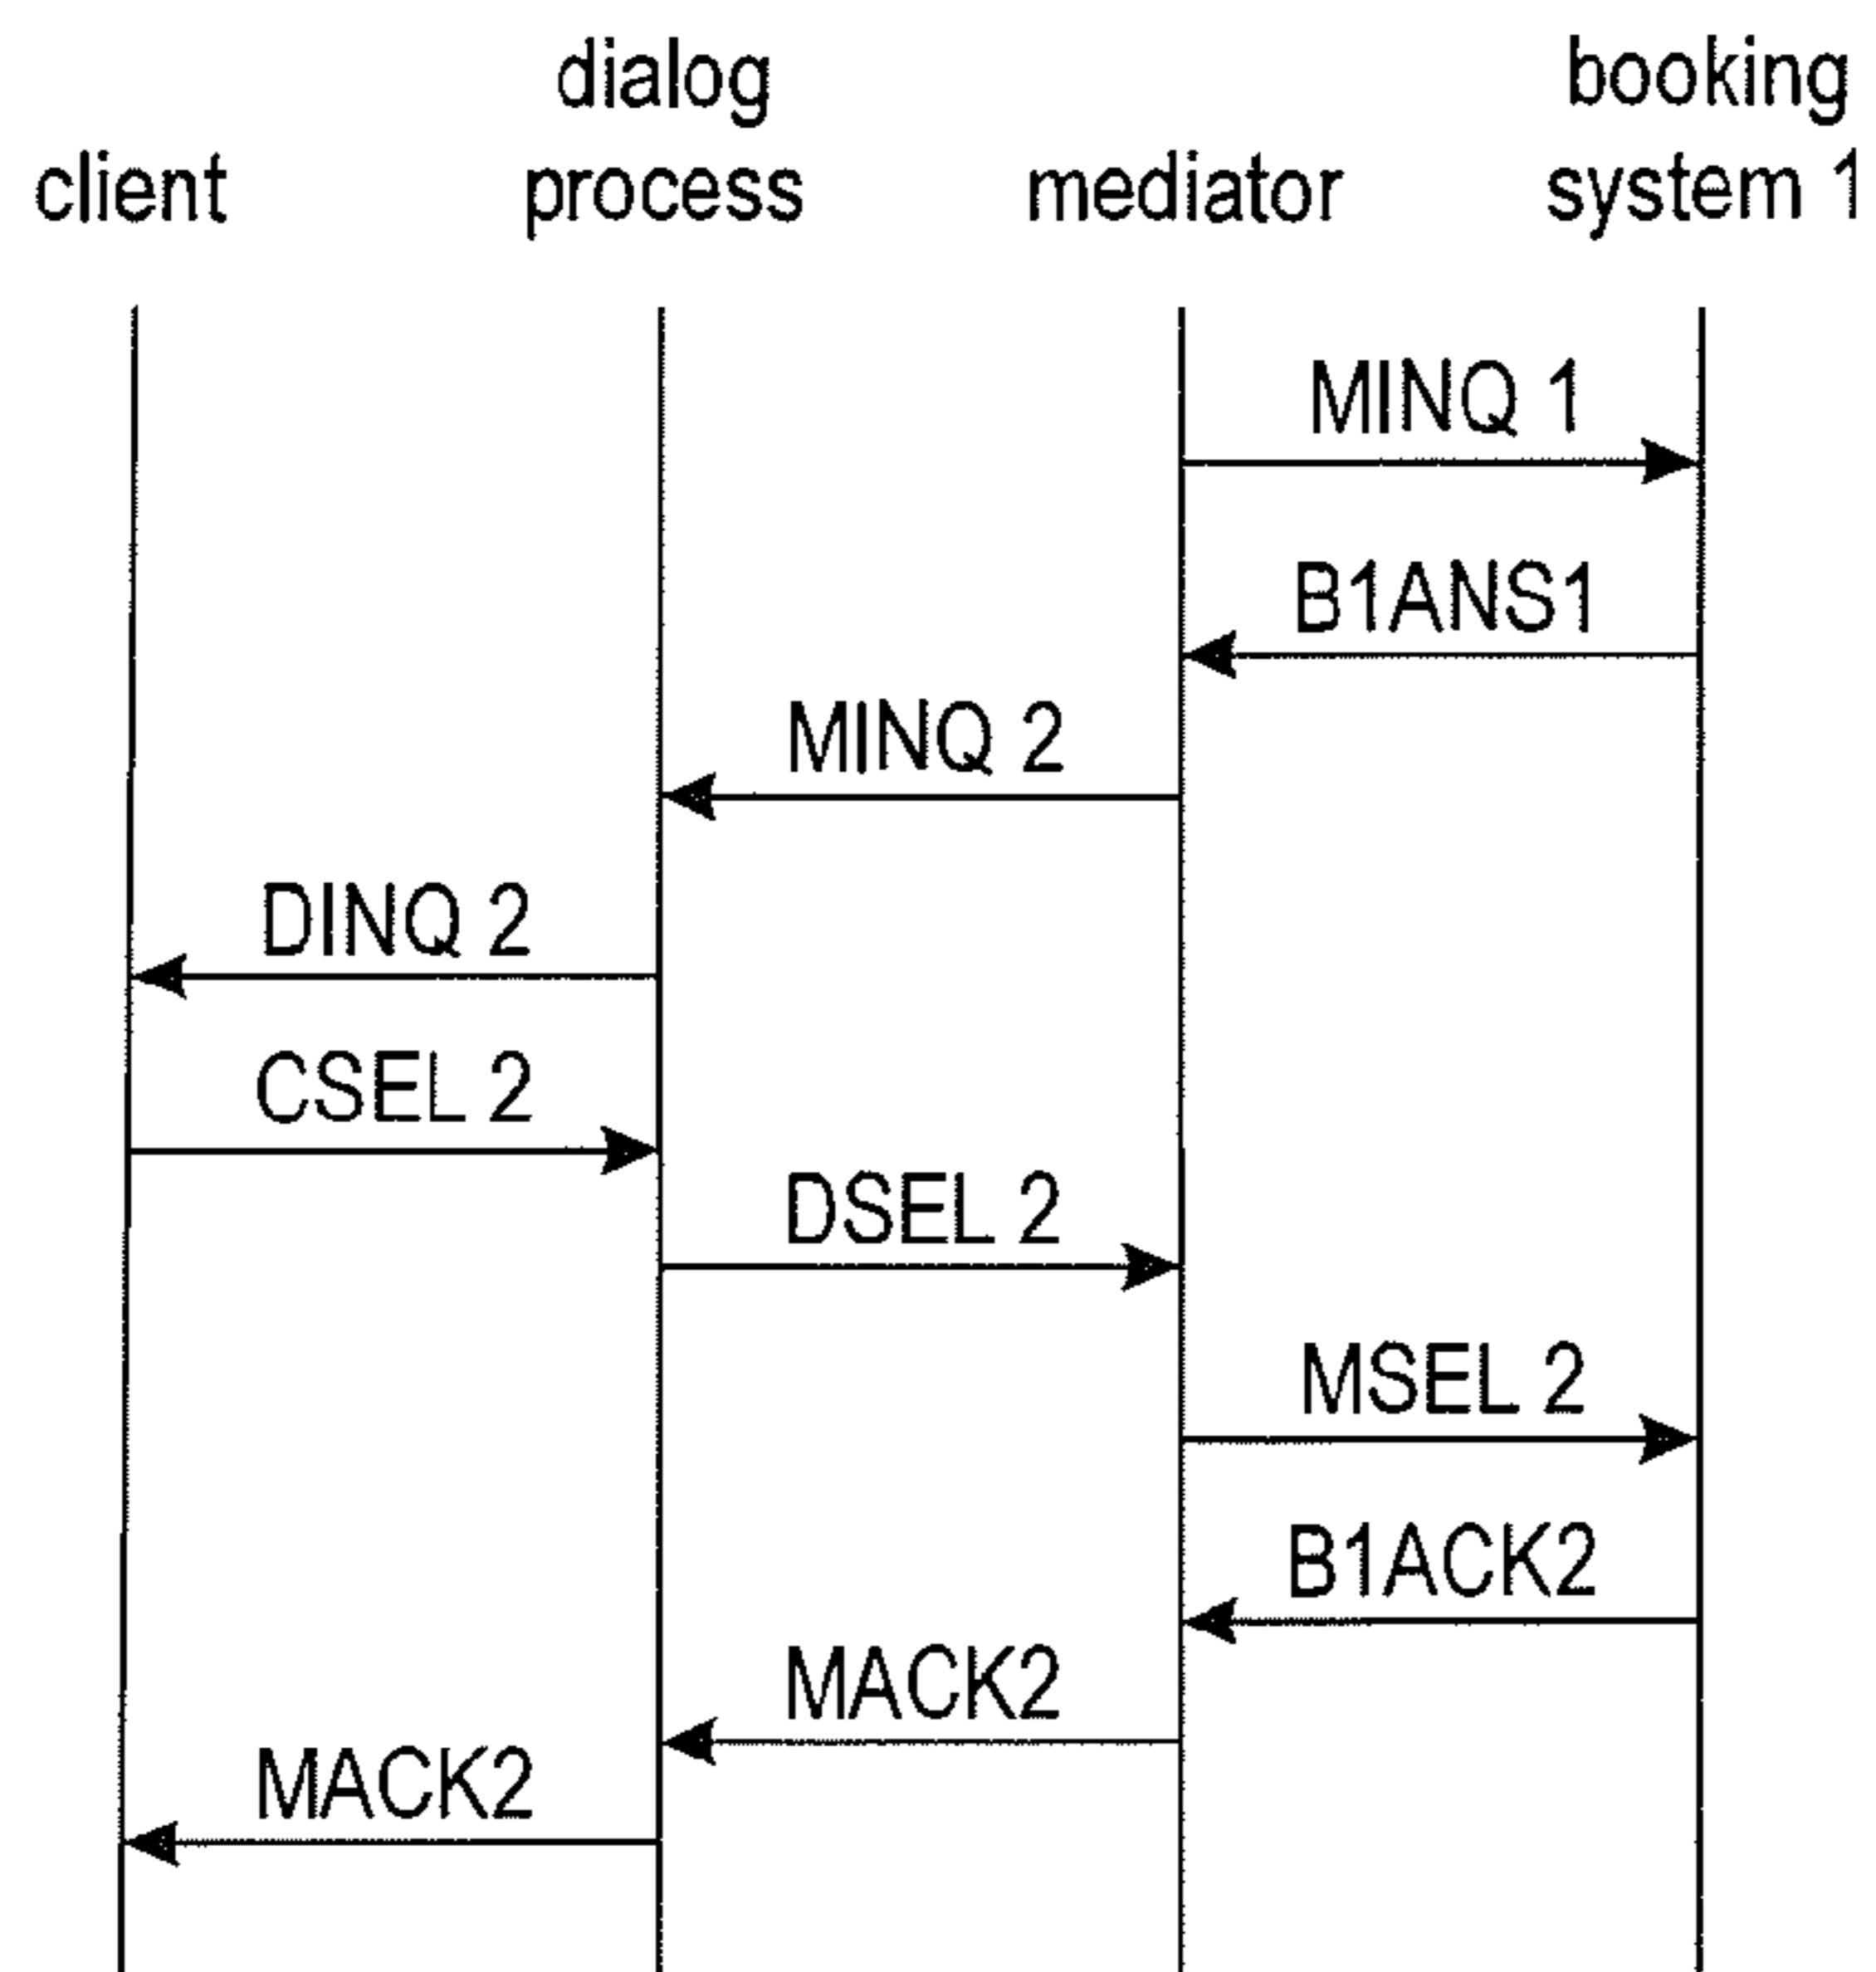 dialog
process
client
mediator
booking
system 1
MINQ 1
B1ANS1
MINQ 2
DINQ 2
CSEL 2
DSEL 2
MSEL 2
B1ACK2
MACK2
MACK2